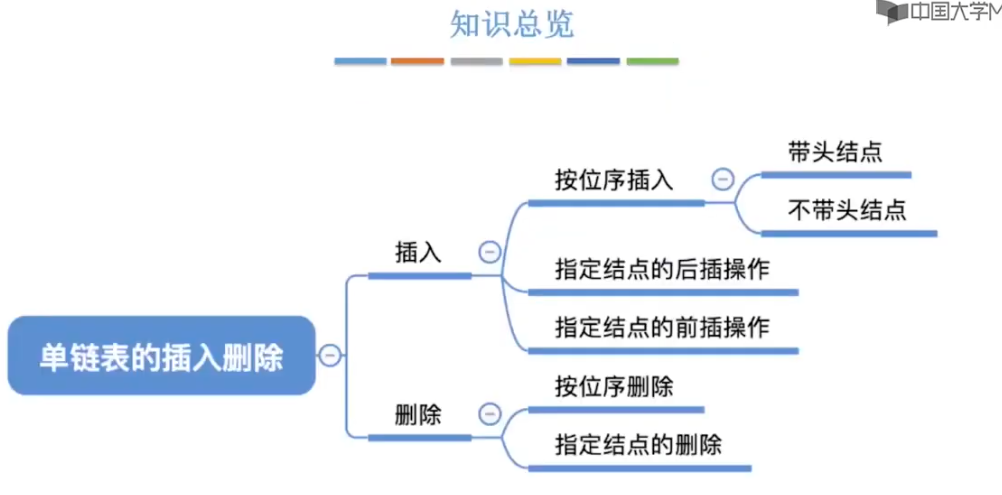 中国大学M
知识总览
带头结点
按位序插入
不带头结点
插入
指定结点的后插操作
指定结点的前插操作
单链表的插入删除
按位序删除
删除
指定结点的删除